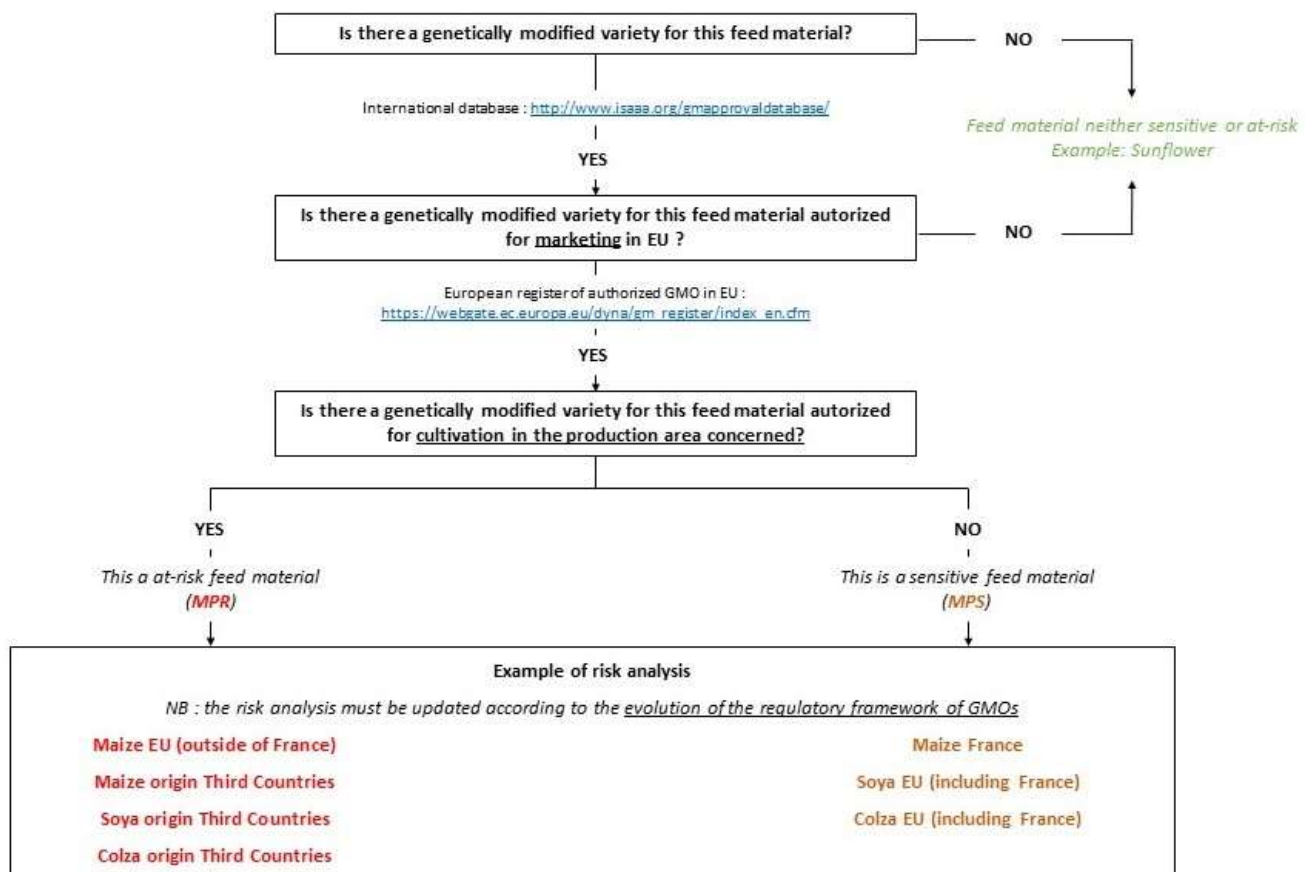 Is there a genetically modified variety for this feed material?
NO
International database : http://www.isaaa.org/gmapprovaldatabase/
Feed material neither sensitive or at-risk
Example: Sunflower
YES
Is there a genetically modified variety for this feed material autorized
for marketing in EU ?
NO
European register of authorized GMO in EU :
https://webgate.ec.europa.eu/dyna/gm_register/index_en.cfm
YES
Is there a genetically modified variety for this feed material autorized
for cultivation in the production area concerned?
YES
NO
This a at-risk feed material
(MPR)
This is a sensitive feed material
(MPS)
Example of risk analysis
NB : the risk analysis must be updated according to the evolution of the regulatory framework of GMOs
Maize EU (outside of France)
Maize France
Maize origin Third Countries
Soya EU (including France)
Soya origin Third Countries
Colza EU (including France)
Colza origin Third Countries